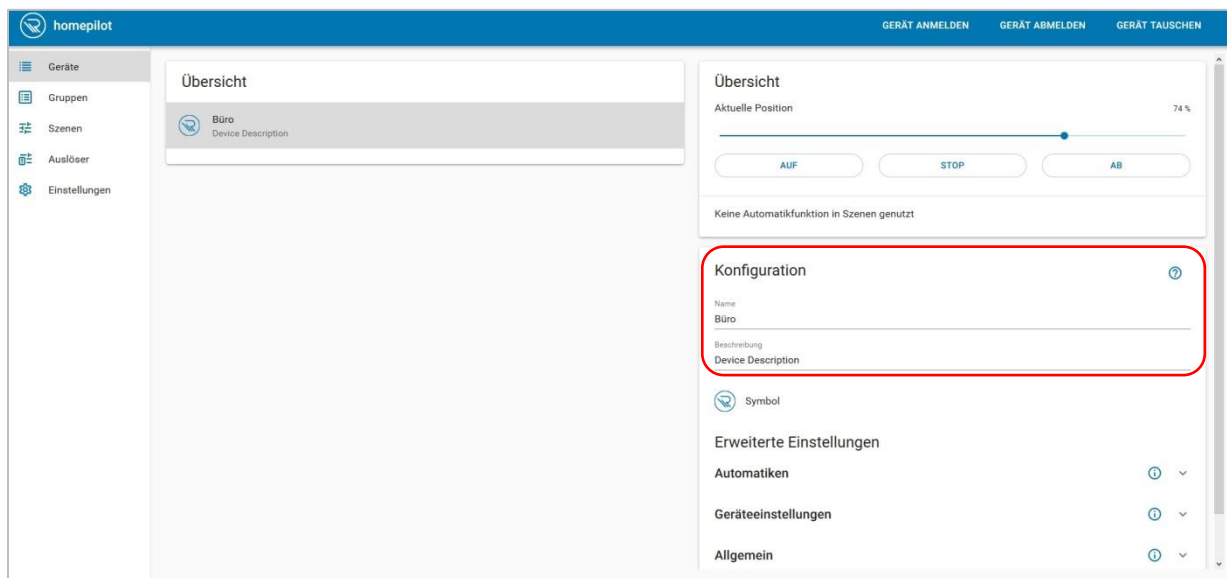 homepilot
GERÄT ANMELDEN GERÄT ABMELDEN GERÄT TAUSCHEN
Geräte
Gruppen
Szenen
Auslöser
Einstellungen
Übersicht
Büro
Device Description
Übersicht
Aktuelle Position 74 %
AUF STOP AB
Keine Automatikfunktion in Szenen genutzt
Konfiguration
Name
Büro
Beschreibung
Device Description
Symbol
Erweiterte Einstellungen
Automatiken
Geräteeinstellungen
Allgemein